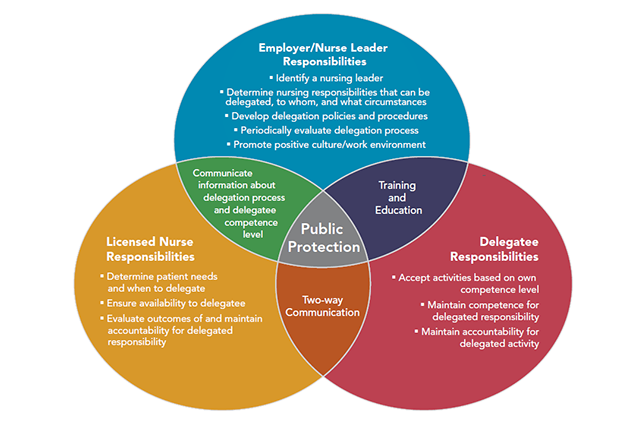 Employer/Nurse Leader
Responsibilities
▪ Identify a nursing leader
▪ Determine nursing responsibilities that can be
delegated, to whom, and what circumstances
▪ Develop delegation policies and procedures
▪ Periodically evaluate delegation process
▪ Promote positive culture/work environment
Communicate
information about
delegation process
and delegatee
competence
level
Training
and
Education
Public
Protection
Licensed Nurse
Responsibilities
▪ Determine patient needs
and when to delegate
▪ Ensure availability to delegatee
▪ Evaluate outcomes of and maintain
accountability for delegated
responsibility
Two-way
Communication
Delegatee
Responsibilities
▪ Accept activities based on own
competence level
▪ Maintain competence for
delegated responsibility
▪ Maintain accountability for
delegated activity